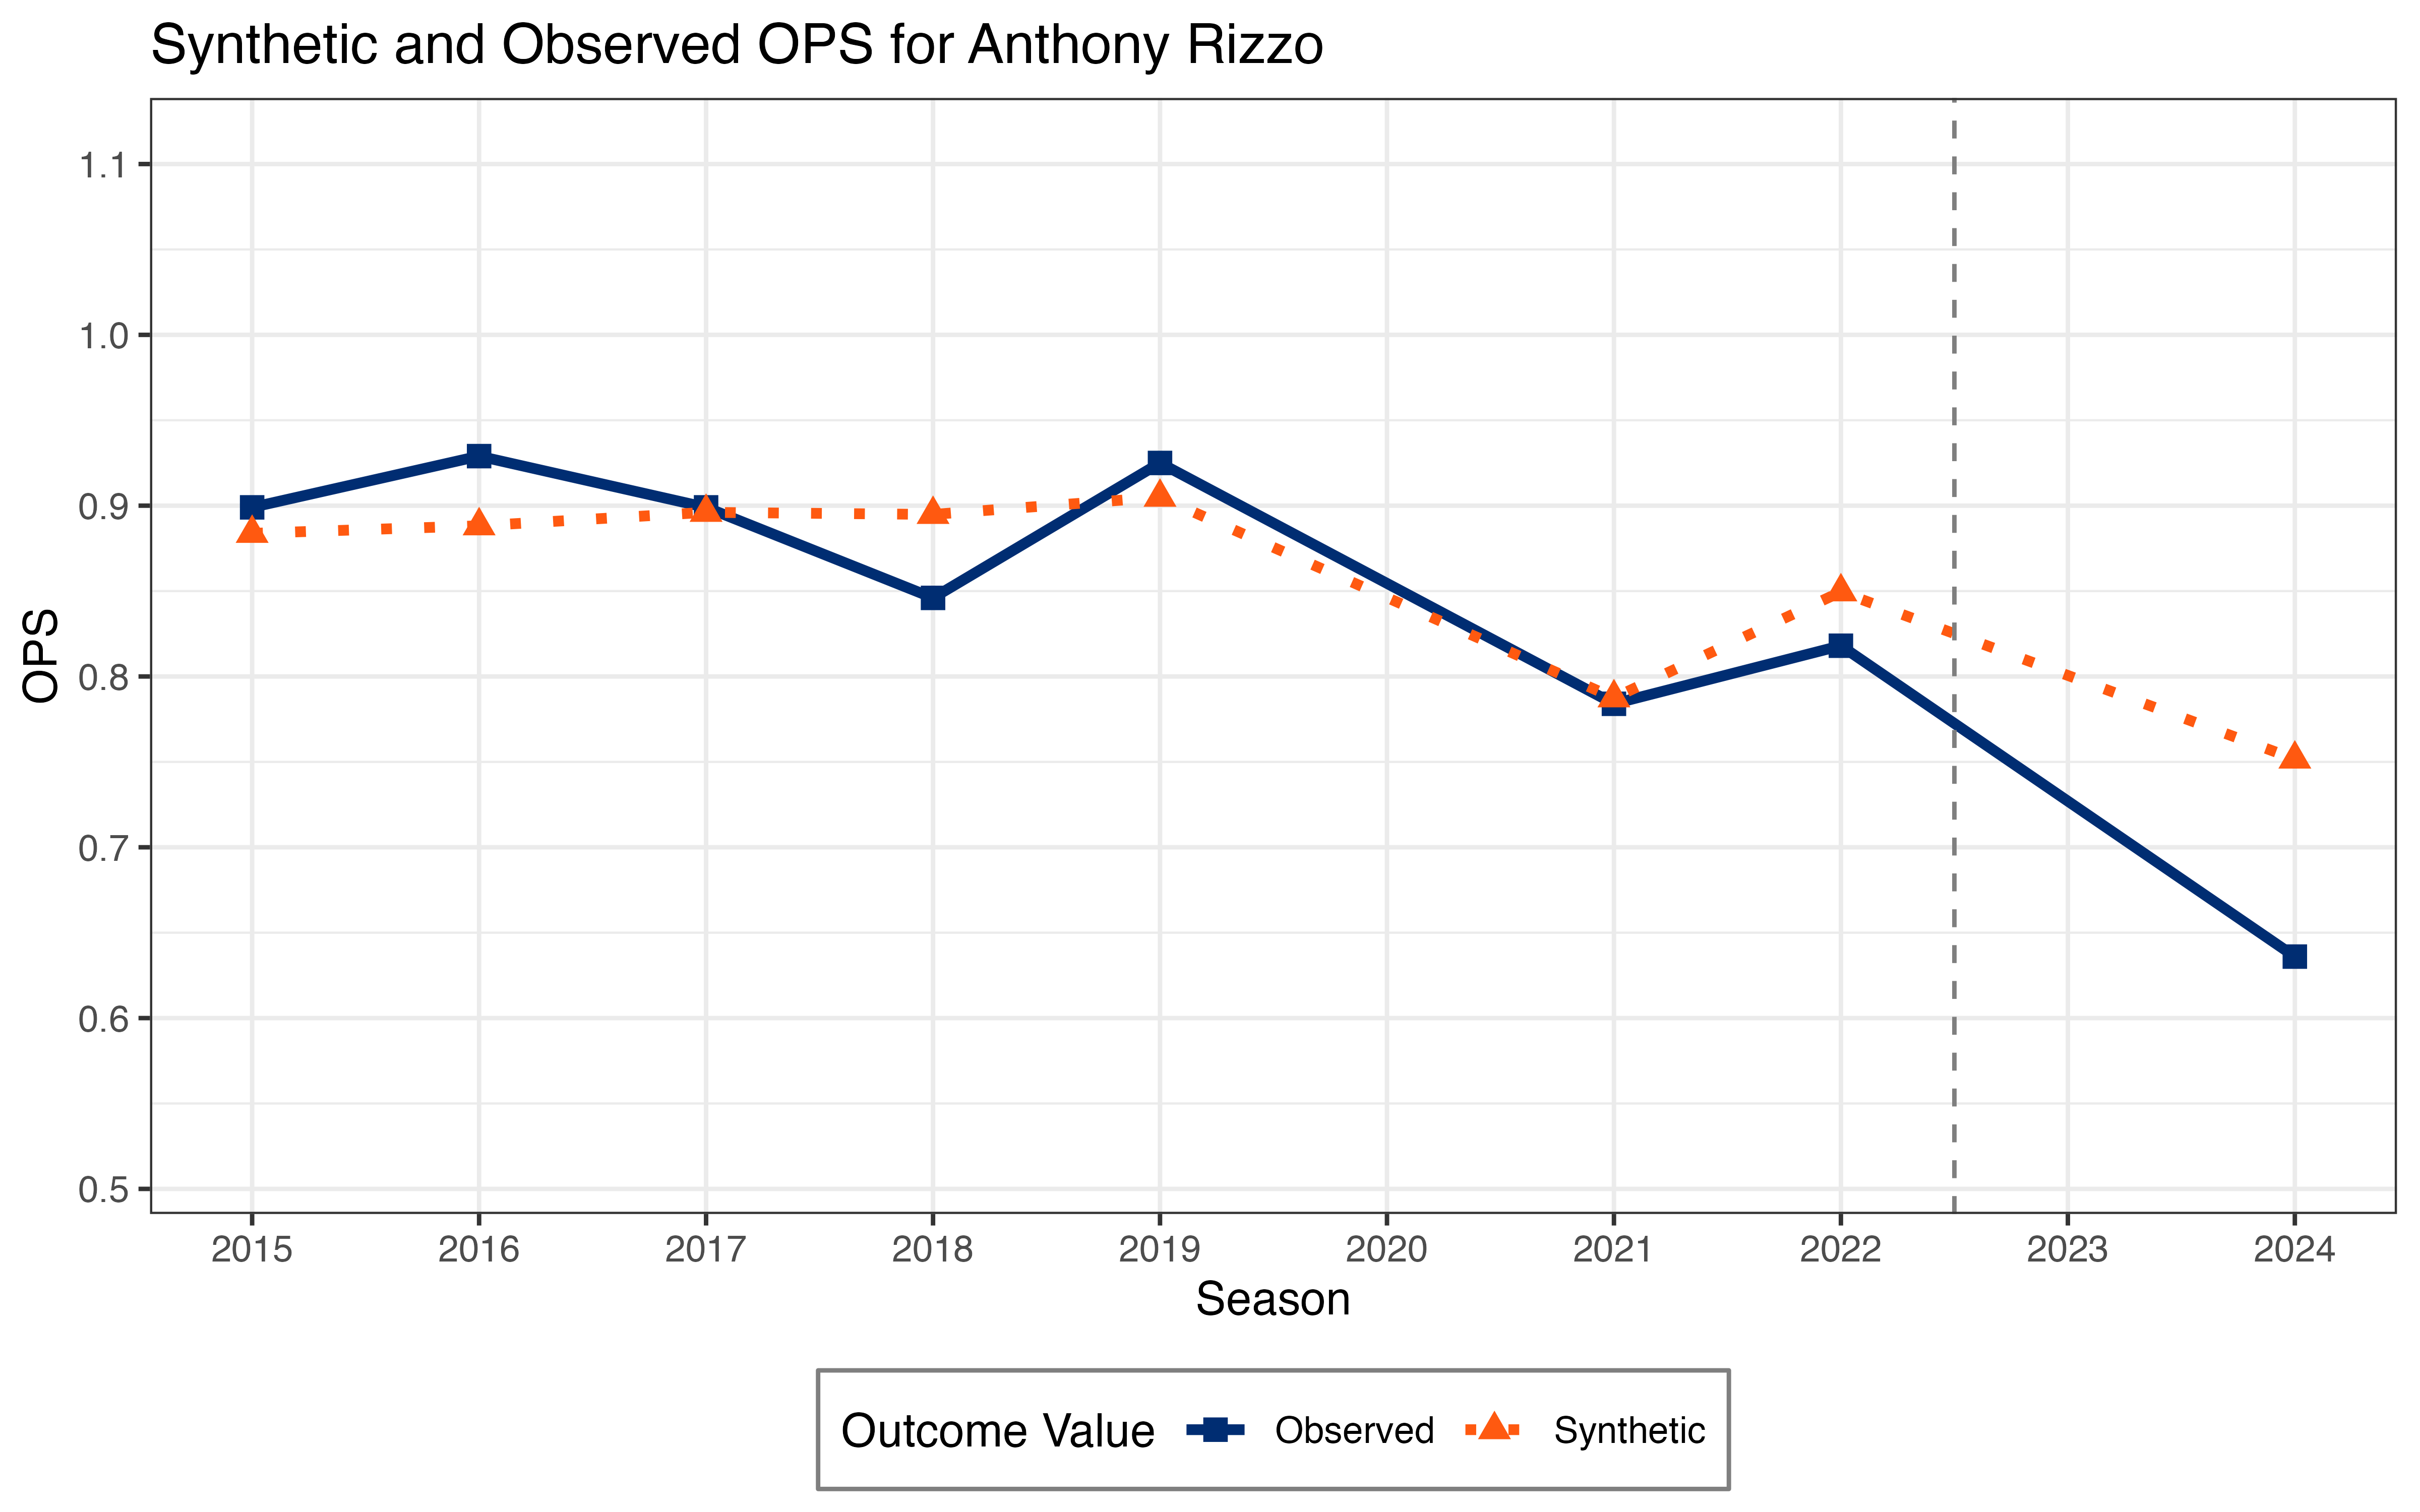 Synthetic and Observed OPS for Anthony Rizzo
1.1
1.0
0.9
0.8
0.7
0.6
0.5
OPS
2015 2016 2017 2018 2019 2020 2021 2022 2023 2024
Season
Outcome Value Observed Synthetic